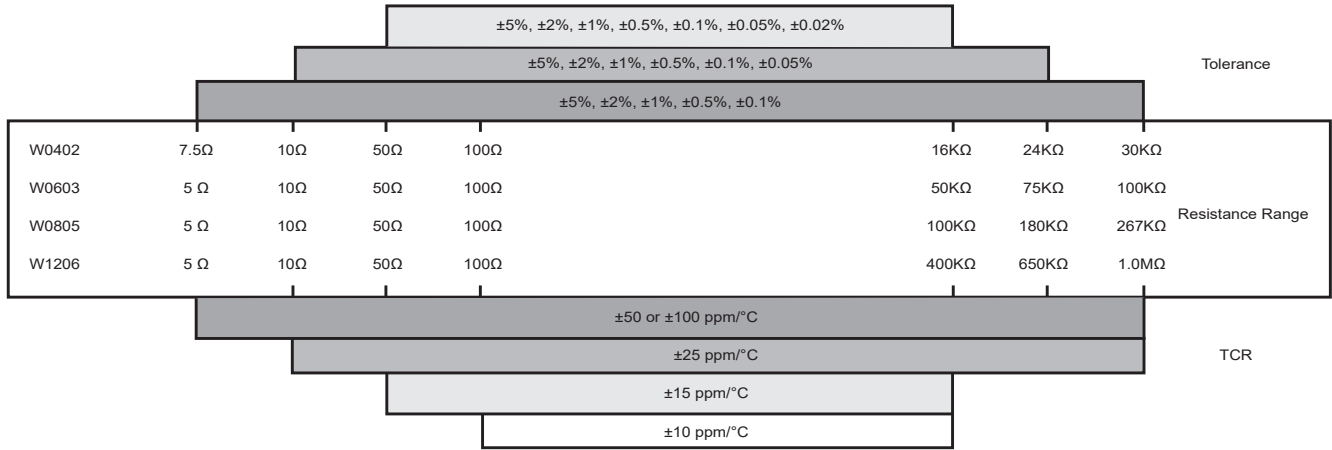 ±5%, ±2%, ±1%, ±0.5%, ±0.1%, ±0.05%, ±0.02%
±5%, ±2%, ±1%, ±0.5%, ±0.1%, ±0.05%
Tolerance
±5%, ±2%, ±1%, ±0.5%, ±0.1%
W0402 7.5Ω 10Ω 50Ω 100Ω 16KΩ 24KΩ 30KΩ
W0603 5 Ω 10Ω 50Ω 100Ω 50KΩ 75KΩ 100KΩ
Resistance Range
W0805 5 Ω 10Ω 50Ω 100Ω 100KΩ 180KΩ 267KΩ
W1206 5 Ω 10Ω 50Ω 100Ω 400KΩ 650KΩ 1.0MΩ
±50 or ±100 ppm/°C
±25 ppm/°C
TCR
±15 ppm/°C
±10 ppm/°C